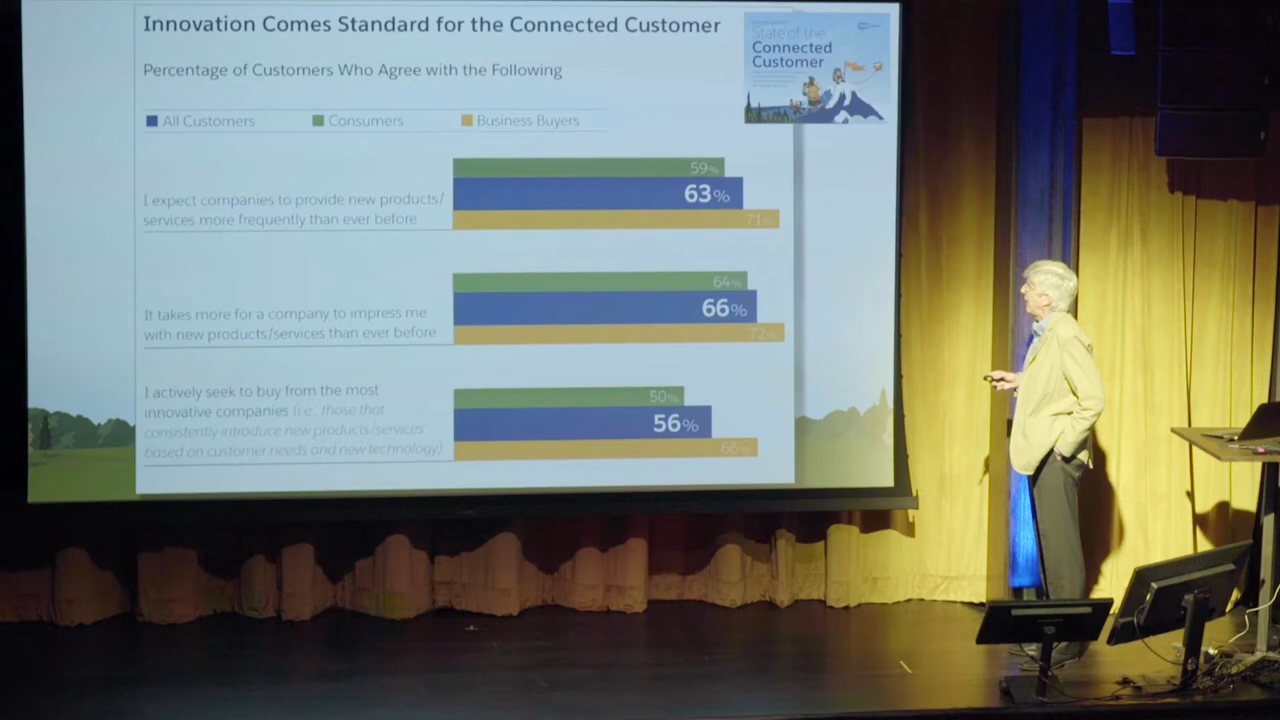 Innovation Comes Standard for the Connected Customer
State of the
Connected
Customer
Percentage of Customers Who Agree with the Following
All Customers
Consumers
Business Buyers
59%
I expect companies to provide new products/
63%
services more frequently than ever before
71%
64%
It takes more for a company to impress me
66%
with new products/services than ever before
72%
I actively seek to buy from the most
50%
innovative companies (i.e., those that
56%
consistently introduce new products/services
based on customer needs and new technology)
66%